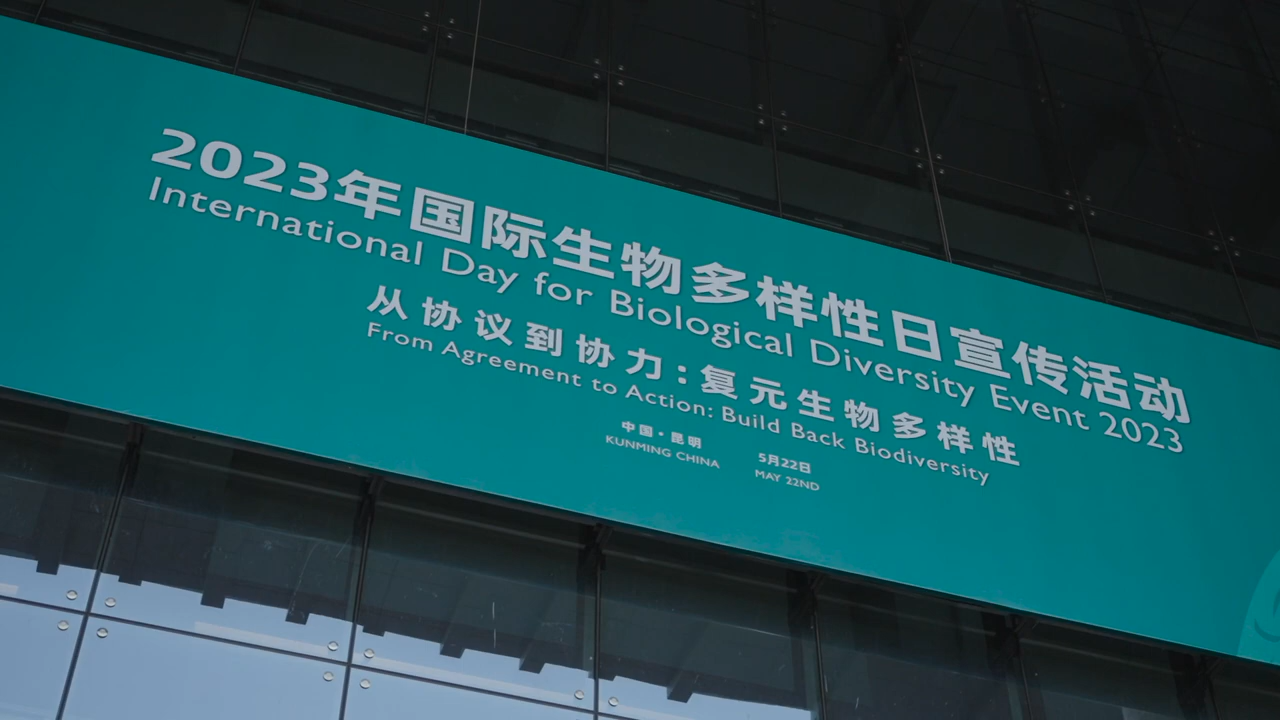 2023年国际生物多样性日宣传活动
International Day for Biological Diversity Event 2023
从协议到协力:复元生物多样性
From Agreement to Action: Build Back Biodiversity
中国·昆明 5月22日
KUNMING CHINA MAY 22ND